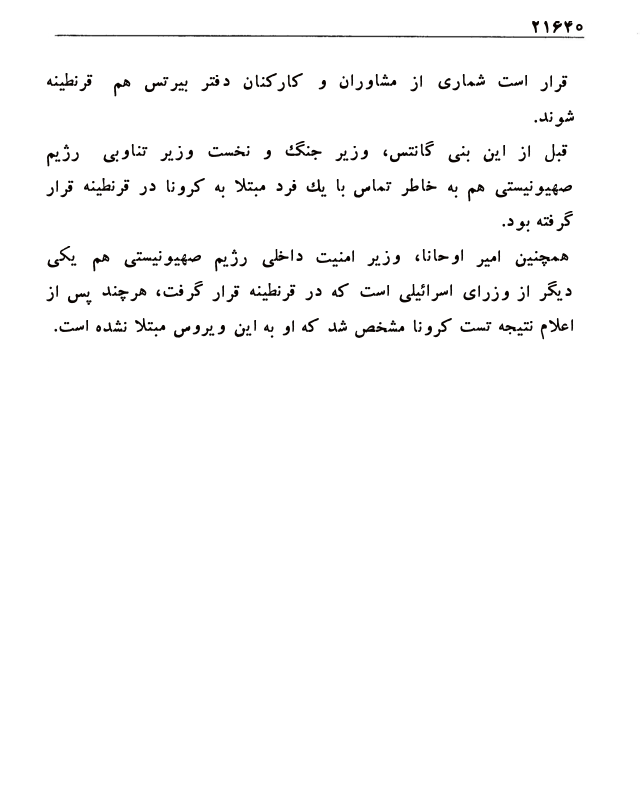 ۲۱۶۴۰
قرار است شماری از مشاوران و کارکنان دفتر بیرتس هم قرنطینه
شوند.
قبل از این بنی گانتس، وزیر جنگ و نخست وزیر تناوبی رژیم
صهیونیستی هم به خاطر تماس با یك فرد مبتلا به کرونا در قرنطینه قرار
گرفته بود.
همچنین امیر اوحانا، وزیر امنیت داخلی رژیم صهیونیستی هم یکی
دیگر از وزرای اسرائیلی است که در قرنطینه قرار گرفت، هرچند پس از
اعلام نتیجه تست کرونا مشخص شد که او به این ویروس مبتلا نشده است.